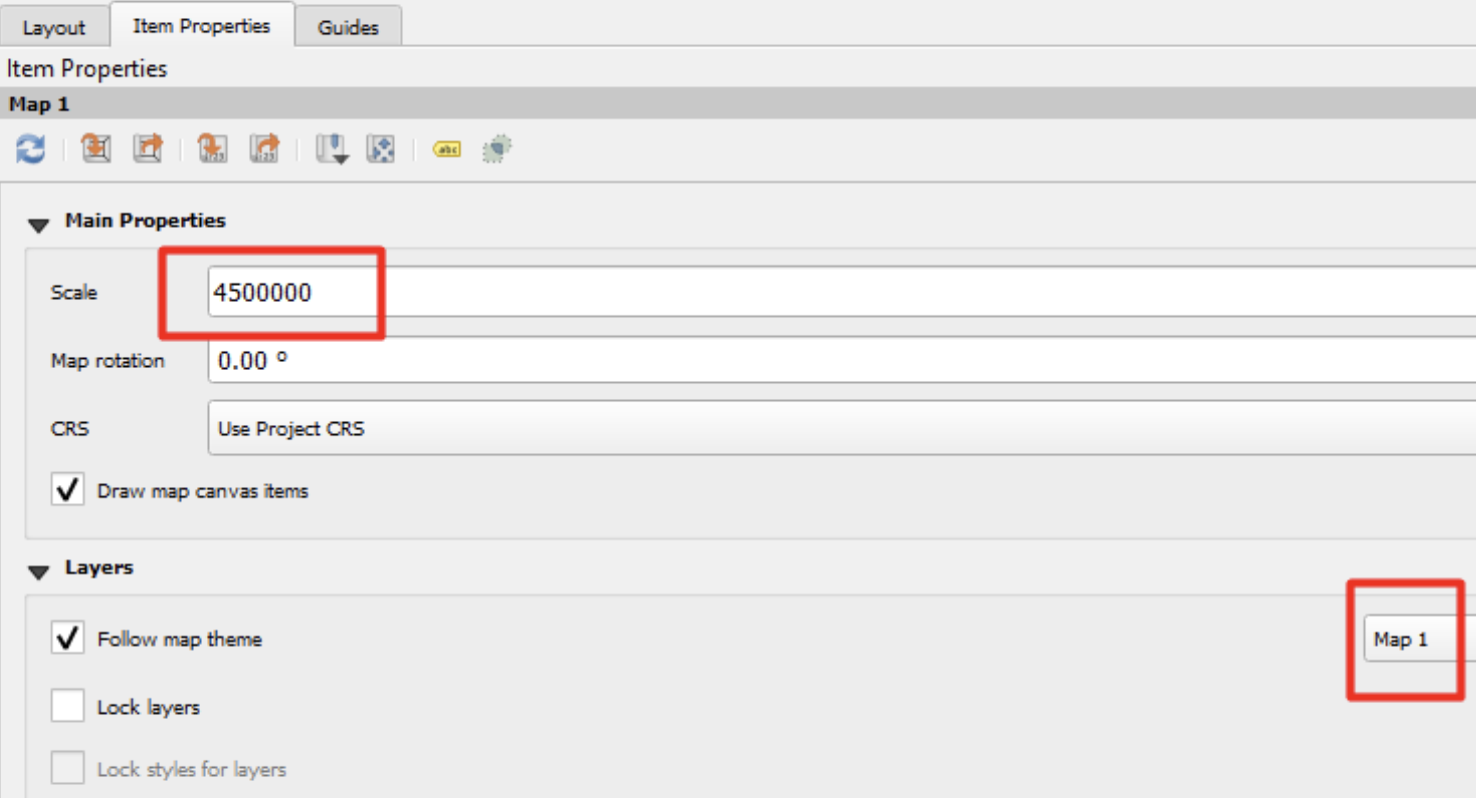 Layout Item Properties Guides
Item Properties
Map 1
abc
Main Properties
Scale 4500000
Map rotation 0.00 °
CRS Use Project CRS
Draw map canvas items
Layers
Follow map theme Map 1
Lock layers
Lock styles for layers